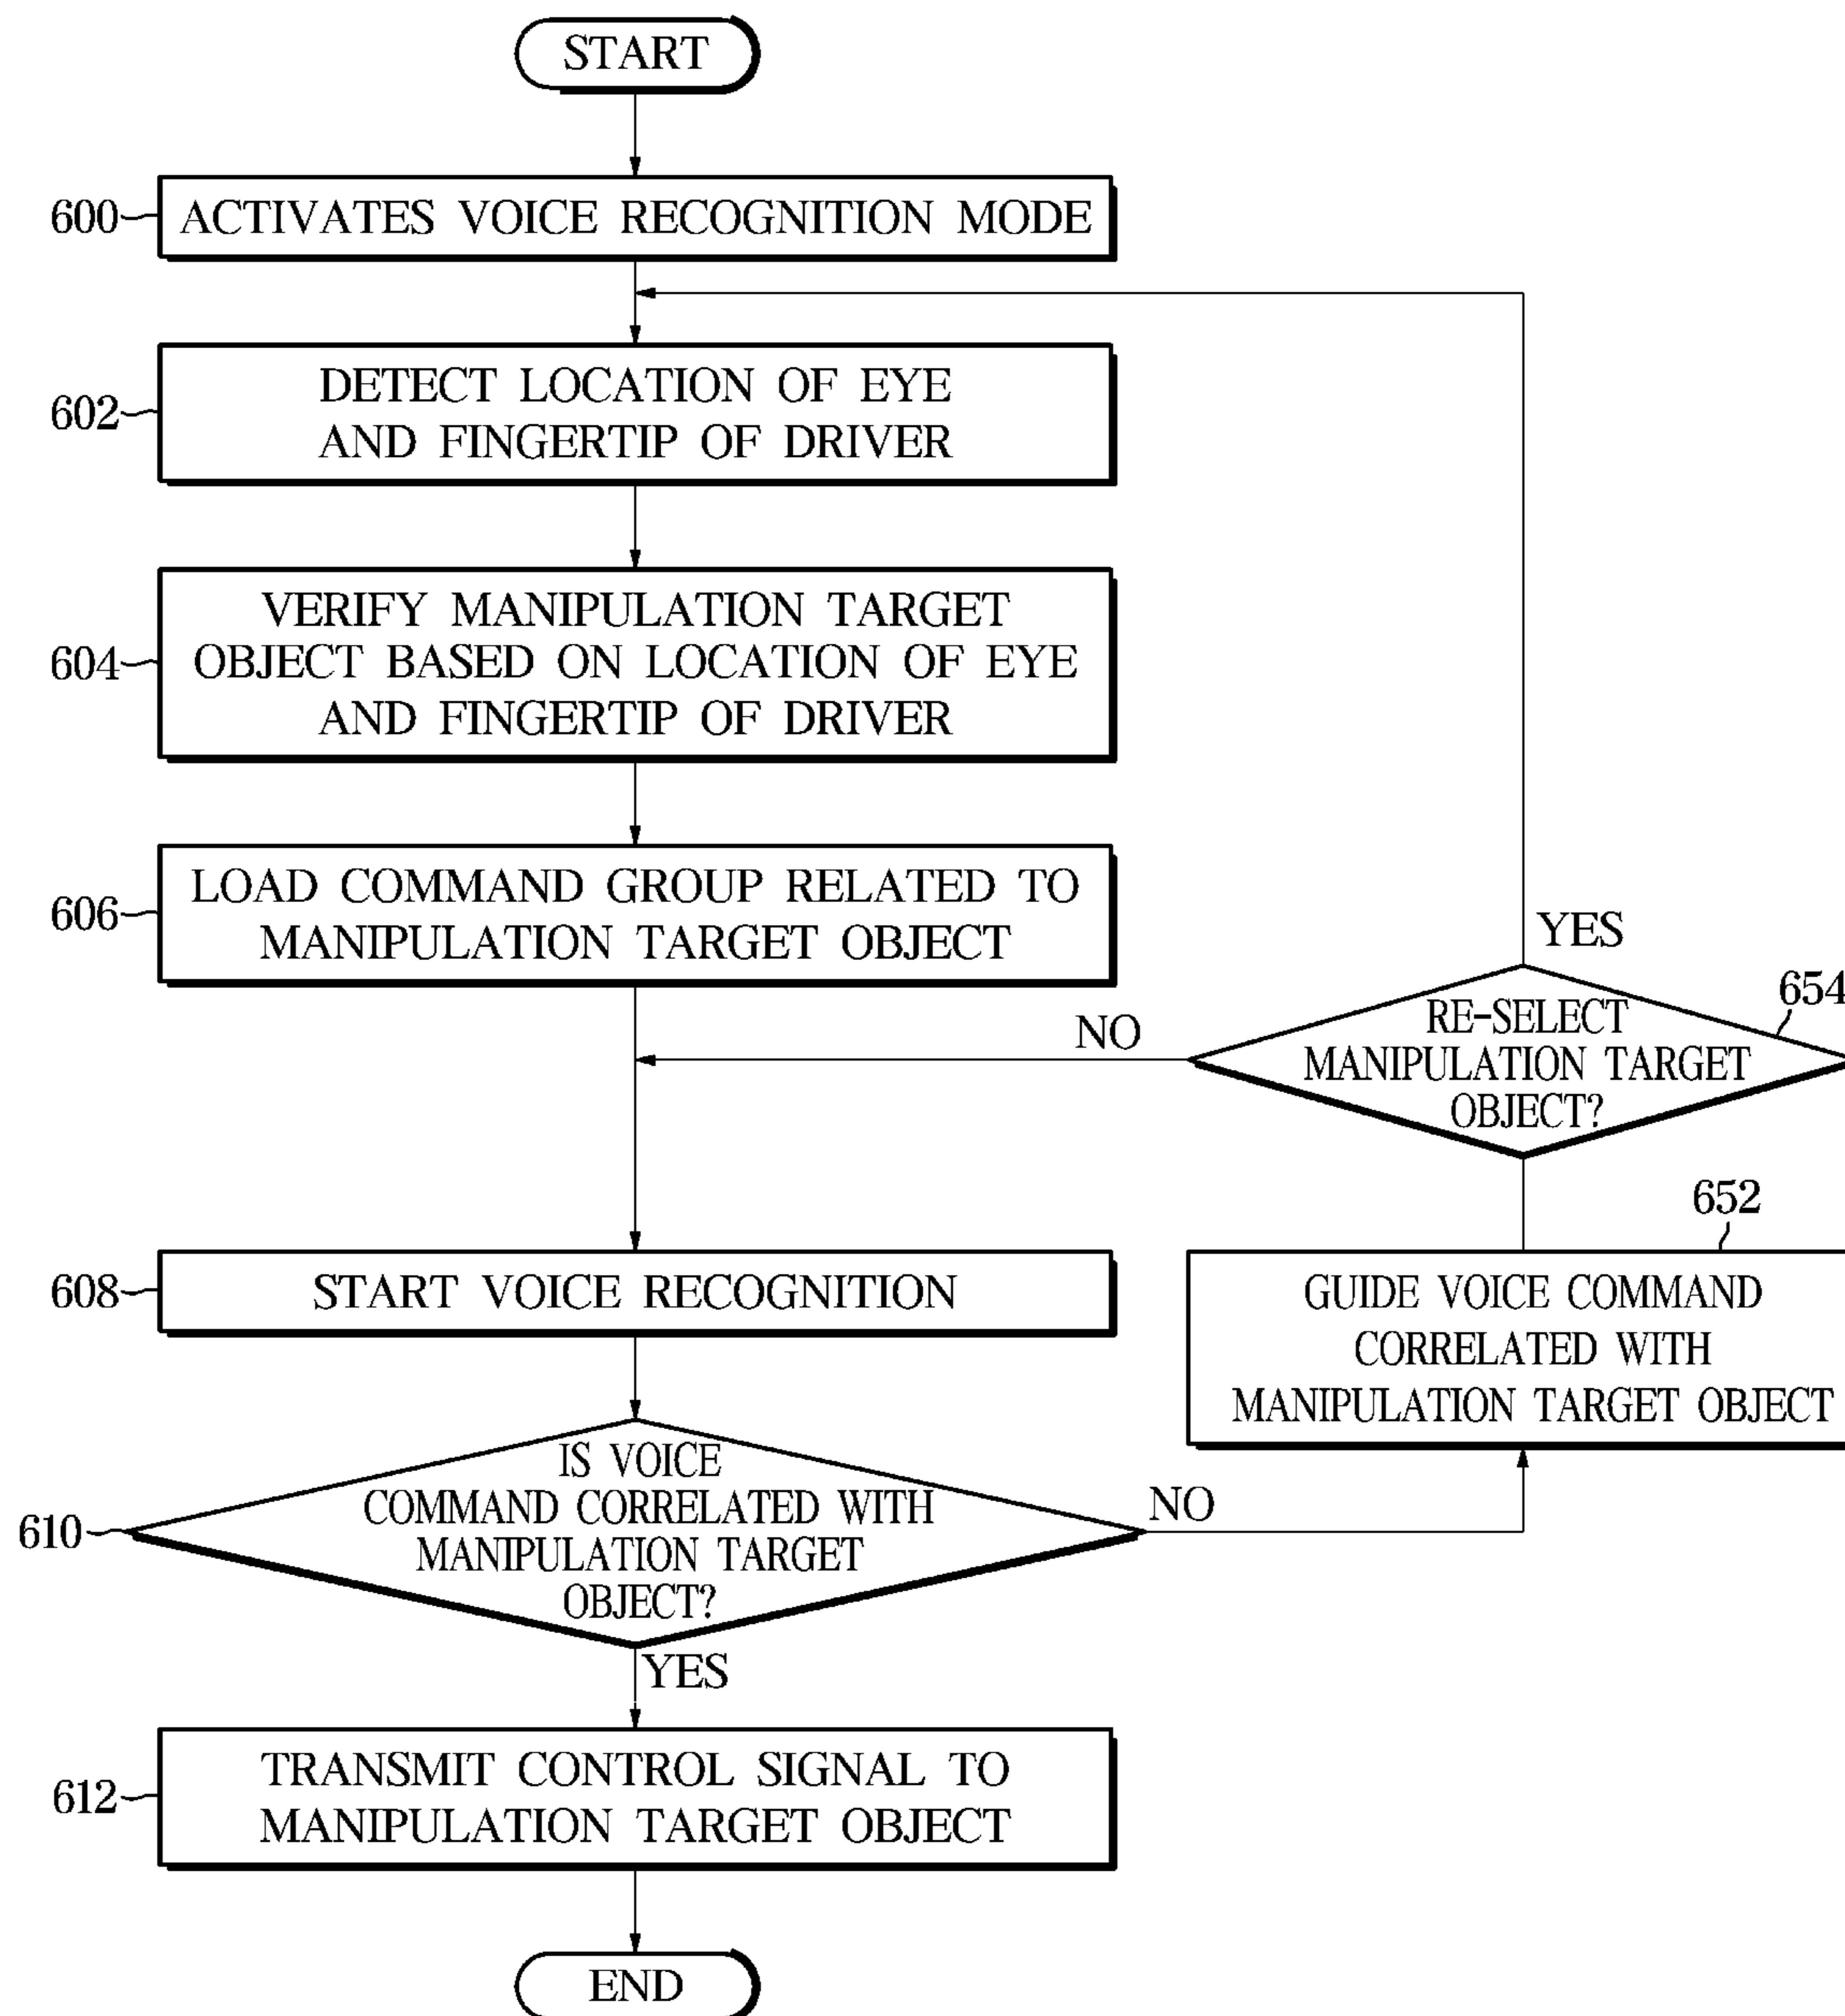 START
600
ACTIVATES VOICE RECOGNITION MODE
602
DETECT LOCATION OF EYE
AND FINGERTIP OF DRIVER
604
VERIFY MANIPULATION TARGET
OBJECT BASED ON LOCATION OF EYE
AND FINGERTIP OF DRIVER
606
LOAD COMMAND GROUP RELATED TO
MANIPULATION TARGET OBJECT
YES
654
NO
RE-SELECT
MANIPULATION TARGET
OBJECT?
652
608
START VOICE RECOGNITION
GUIDE VOICE COMMAND
CORRELATED WITH
MANIPULATION TARGET OBJECT
610
IS VOICE
COMMAND CORRELATED WITH
MANIPULATION TARGET
OBJECT?
NO
YES
612
TRANSMIT CONTROL SIGNAL TO
MANIPULATION TARGET OBJECT
END